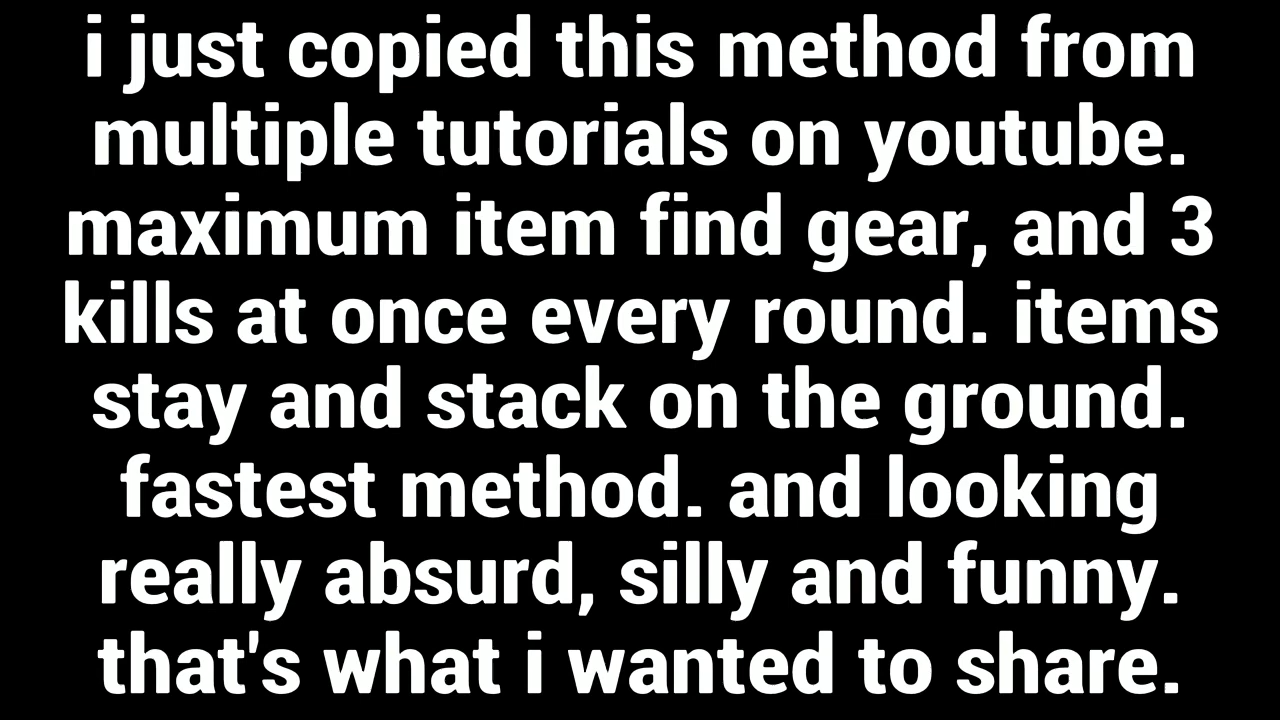 i just copied this method from
multiple tutorials on youtube.
maximum item find gear, and 3
kills at once every round. items
stay and stack on the ground.
fastest method. and looking
really absurd, silly and funny.
that's what i wanted to share.